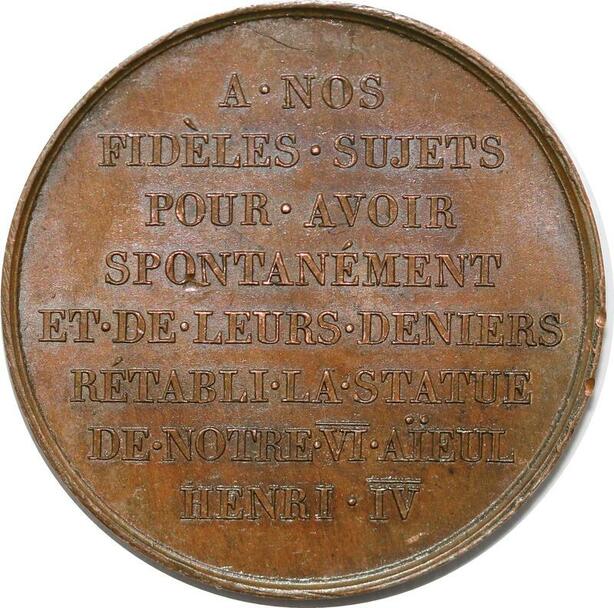 A·NOS
FIDÈLES·SUJETS
POUR·AVOIR
SPONTANÉMENT
ET·DE·LEURS·DENIERS
RÉTABLI·LA·STATUE
DE·NOTRE·VI·AÏEUL
HENRI·IV